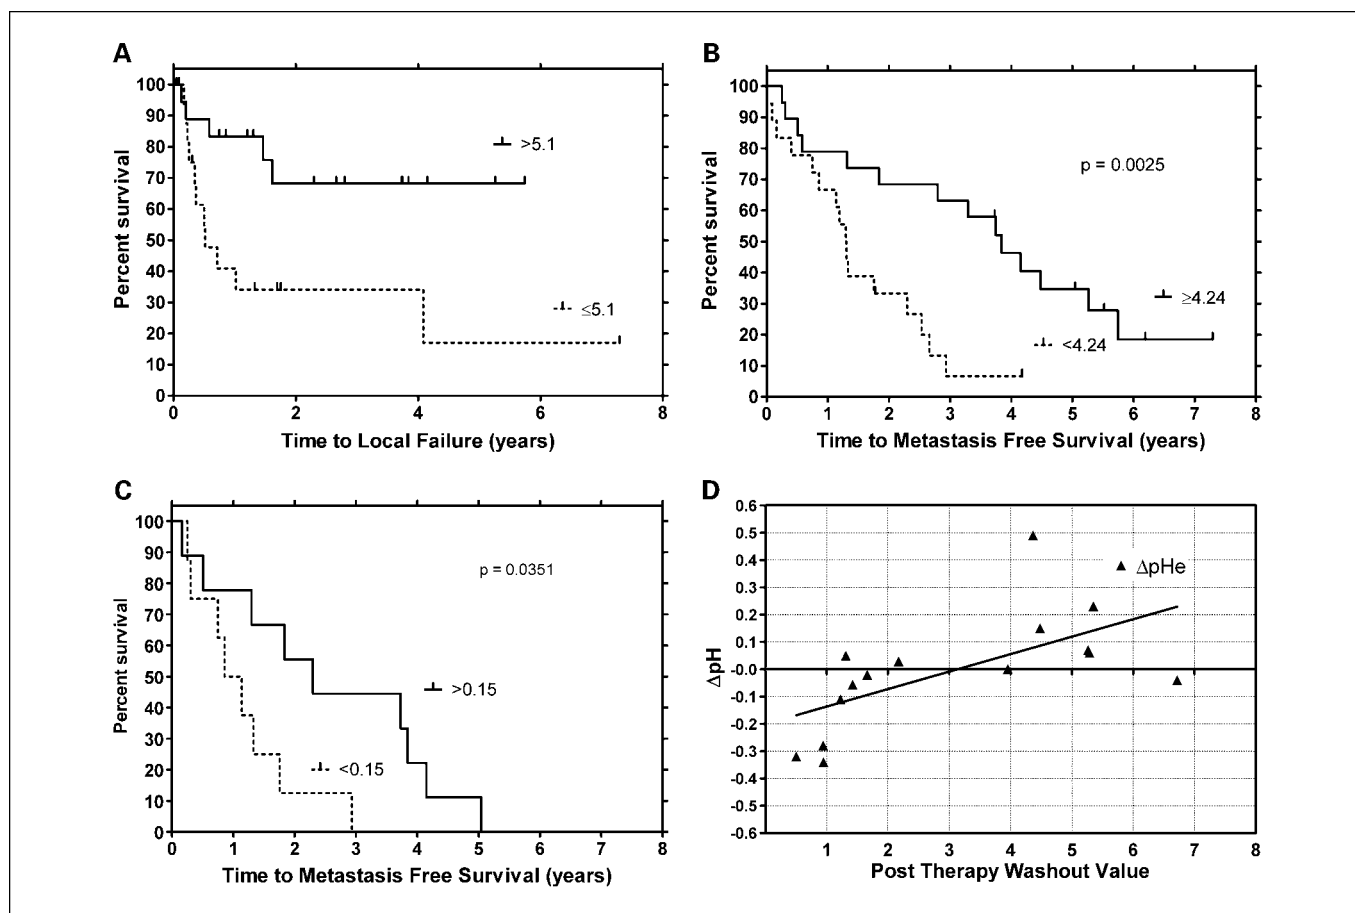 A
100
90
80
70
60
50
40
30
20
10
0
Percent survival
>5.1
≤5.1
0 2 4 6 8
Time to Local Failure (years)
B
100
90
80
70
60
50
40
30
20
10
0
Percent survival
p = 0.0025
≥4.24
<4.24
0 1 2 3 4 5 6 7 8
Time to Metastasis Free Survival (years)
C
100
90
80
70
60
50
40
30
20
10
0
Percent survival
p = 0.0351
>0.15
<0.15
0 1 2 3 4 5 6 7 8
Time to Metastasis Free Survival (years)
D
0.6
0.5
0.4
0.3
0.2
0.1
-0.0
-0.1
-0.2
-0.3
-0.4
-0.5
-0.6
ΔpH
ΔpHe
1 2 3 4 5 6 7 8
Post Therapy Washout Value